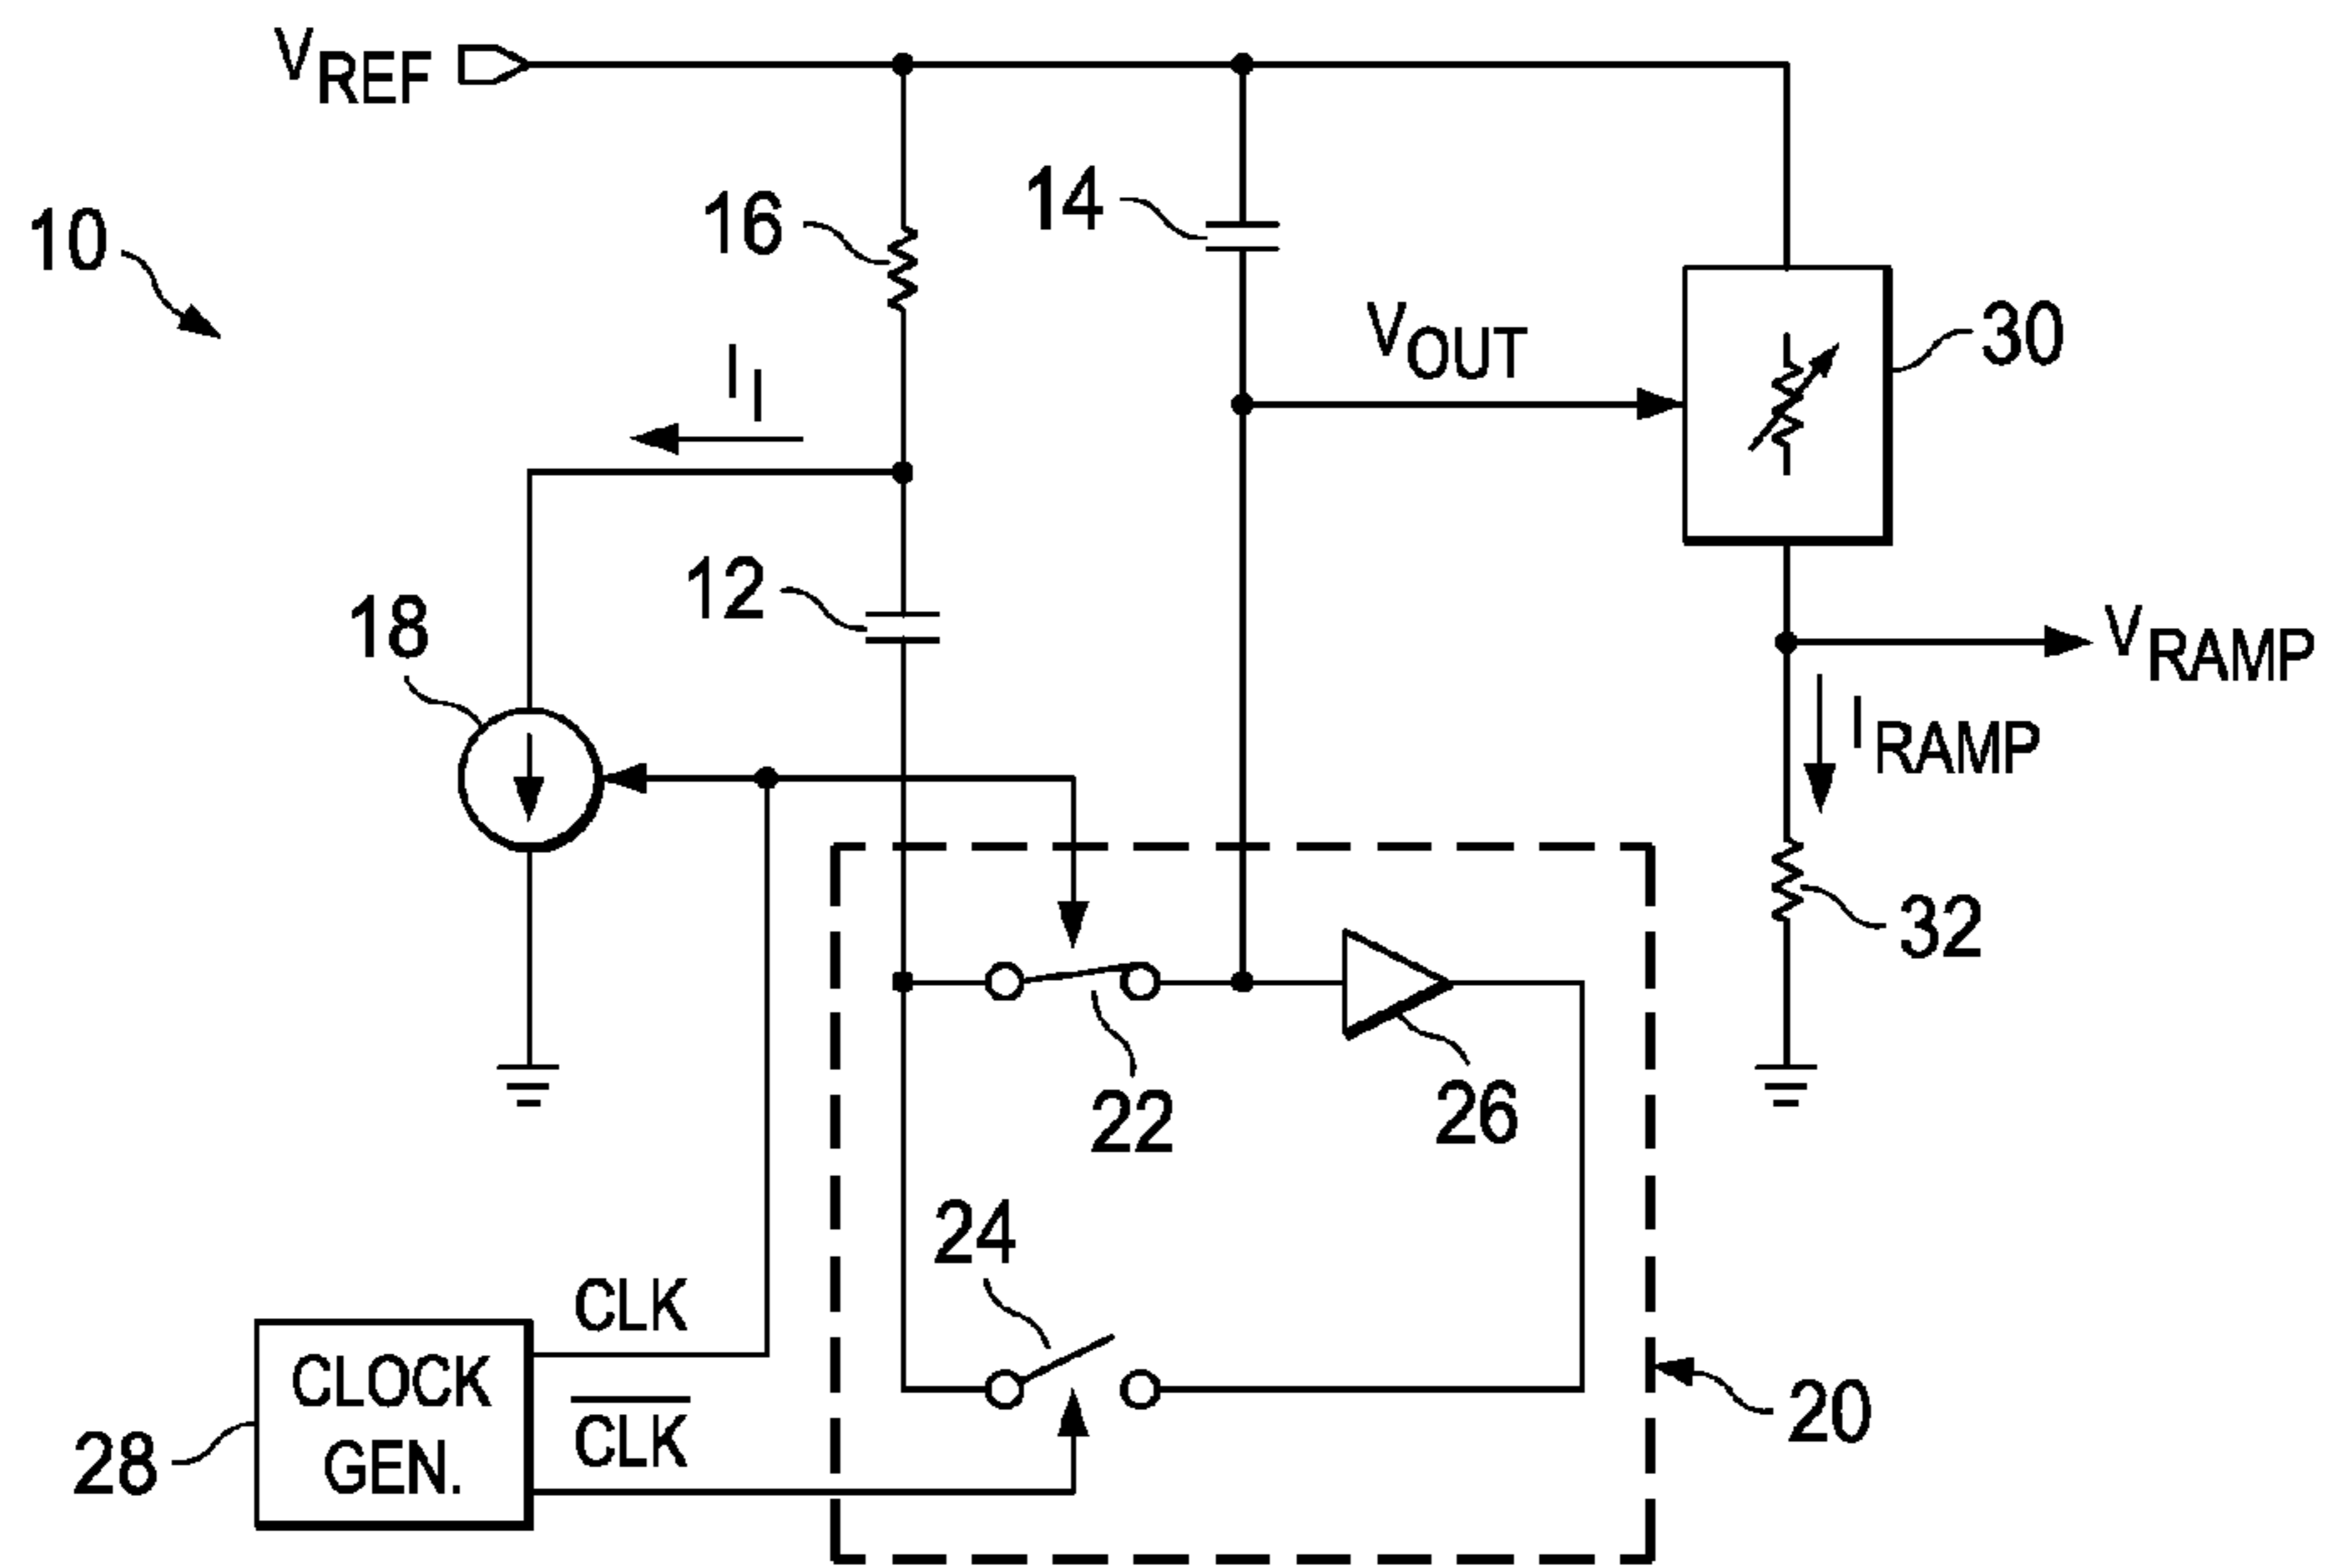 VREF
14
16
10
VOUT
30
II
12
18
VRAMP
IRAMP
32
22
26
24
CLK
CLOCK
GEN.
CLK
28
20